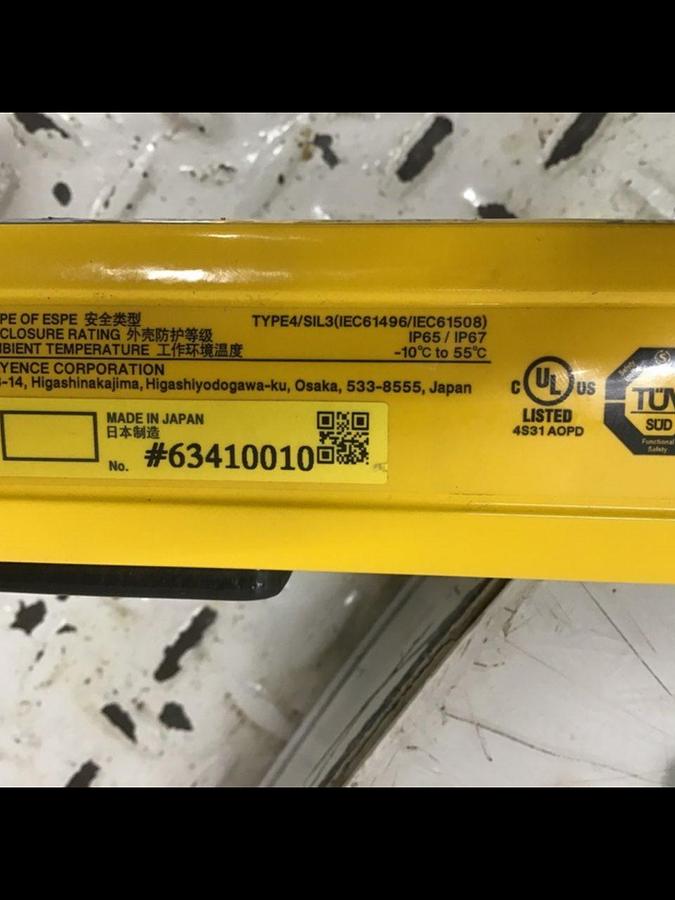 PE OF ESPE 安全类型 TYPE4/SIL3(IEC61496/IEC61508)
CLOSURE RATING 外壳防护等级 IP65 / IP67
MBIENT TEMPERATURE 工作环境温度 -10℃ to 55℃
YENCE CORPORATION
-14, Higashinakajima, Higashiyodogawa-ku, Osaka, 533-8555, Japan
MADE IN JAPAN
日本制造
No. #63410010
C UL US
LISTED
4S31 AOPD
TÜV
SÜD
Functional
Safety